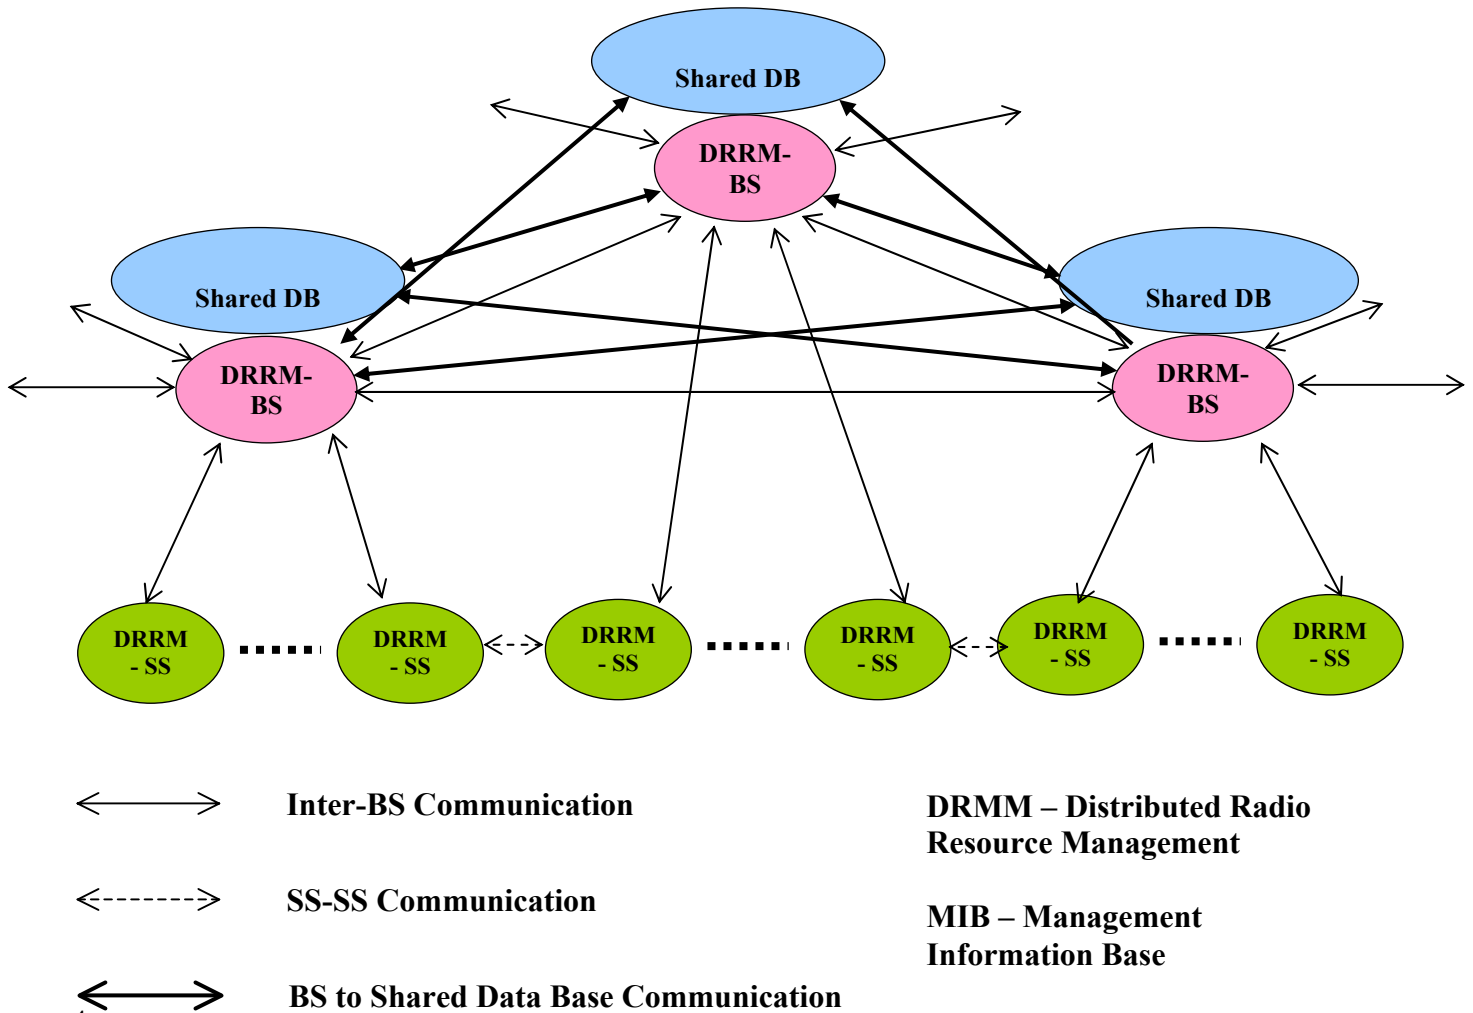 Shared DB
DRRM-
BS
Shared DB
Shared DB
DRRM-
BS
DRRM-
BS
DRRM
- SS
DRRM
- SS
DRRM
- SS
DRRM
- SS
DRRM
- SS
DRRM
- SS
Inter-BS Communication
SS-SS Communication
BS to Shared Data Base Communication
DRMM – Distributed Radio
Resource Management
MIB – Management
Information Base